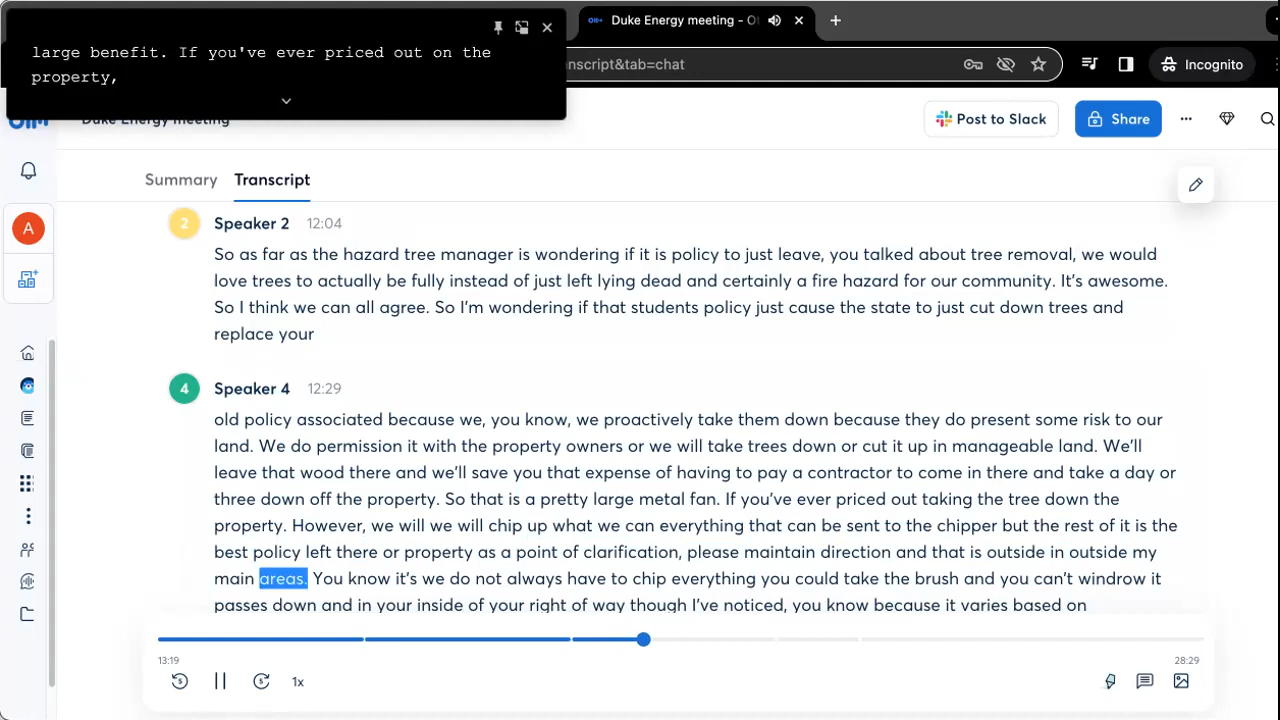 large benefit. If you've ever priced out on the
property,
Duke Energy meeting - O
nscript&tab=chat
Incognito
Duke Energy meeting
Post to Slack
Share
A
Summary
Transcript
2
Speaker 2 12:04
So as far as the hazard tree manager is wondering if it is policy to just leave, you talked about tree removal, we would
love trees to actually be fully instead of just left lying dead and certainly a fire hazard for our community. It's awesome.
So I think we can all agree. So I'm wondering if that students policy just cause the state to just cut down trees and
replace your
4
Speaker 4 12:29
old policy associated because we, you know, we proactively take them down because they do present some risk to our
land. We do permission it with the property owners or we will take trees down or cut it up in manageable land. We'll
leave that wood there and we'll save you that expense of having to pay a contractor to come in there and take a day or
three down off the property. So that is a pretty large metal fan. If you've ever priced out taking the tree down the
property. However, we will we will chip up what we can everything that can be sent to the chipper but the rest of it is the
best policy left there or property as a point of clarification, please maintain direction and that is outside in outside my
main areas. You know it's we do not always have to chip everything you could take the brush and you can't windrow it
passes down and in your inside of your right of way though I've noticed, you know because it varies based on
13:19
28:29
5
5
1x